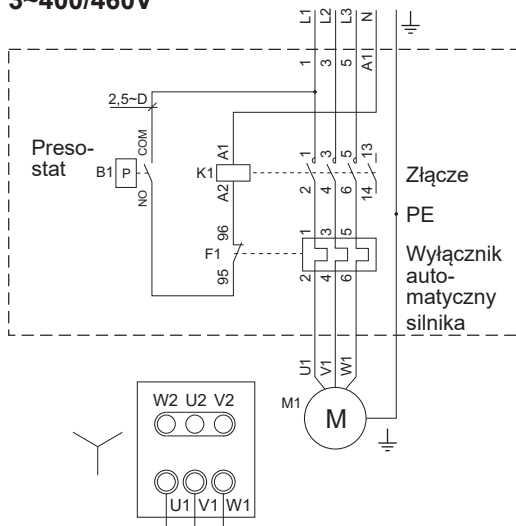 3~400/460V
L1 L2 L3 N
1 3 5 A1
2,5~D
Preso-
stat
B1 P
COM
NO
A1
K1
A2
1 3 5 13
2 4 6 14
Złącze
PE
96
F1
95
1 3 5
2 4 6
Wyłącznik
auto-
matyczny
silnika
U1 V1 W1
M1
M
W2 U2 V2
U1 V1 W1